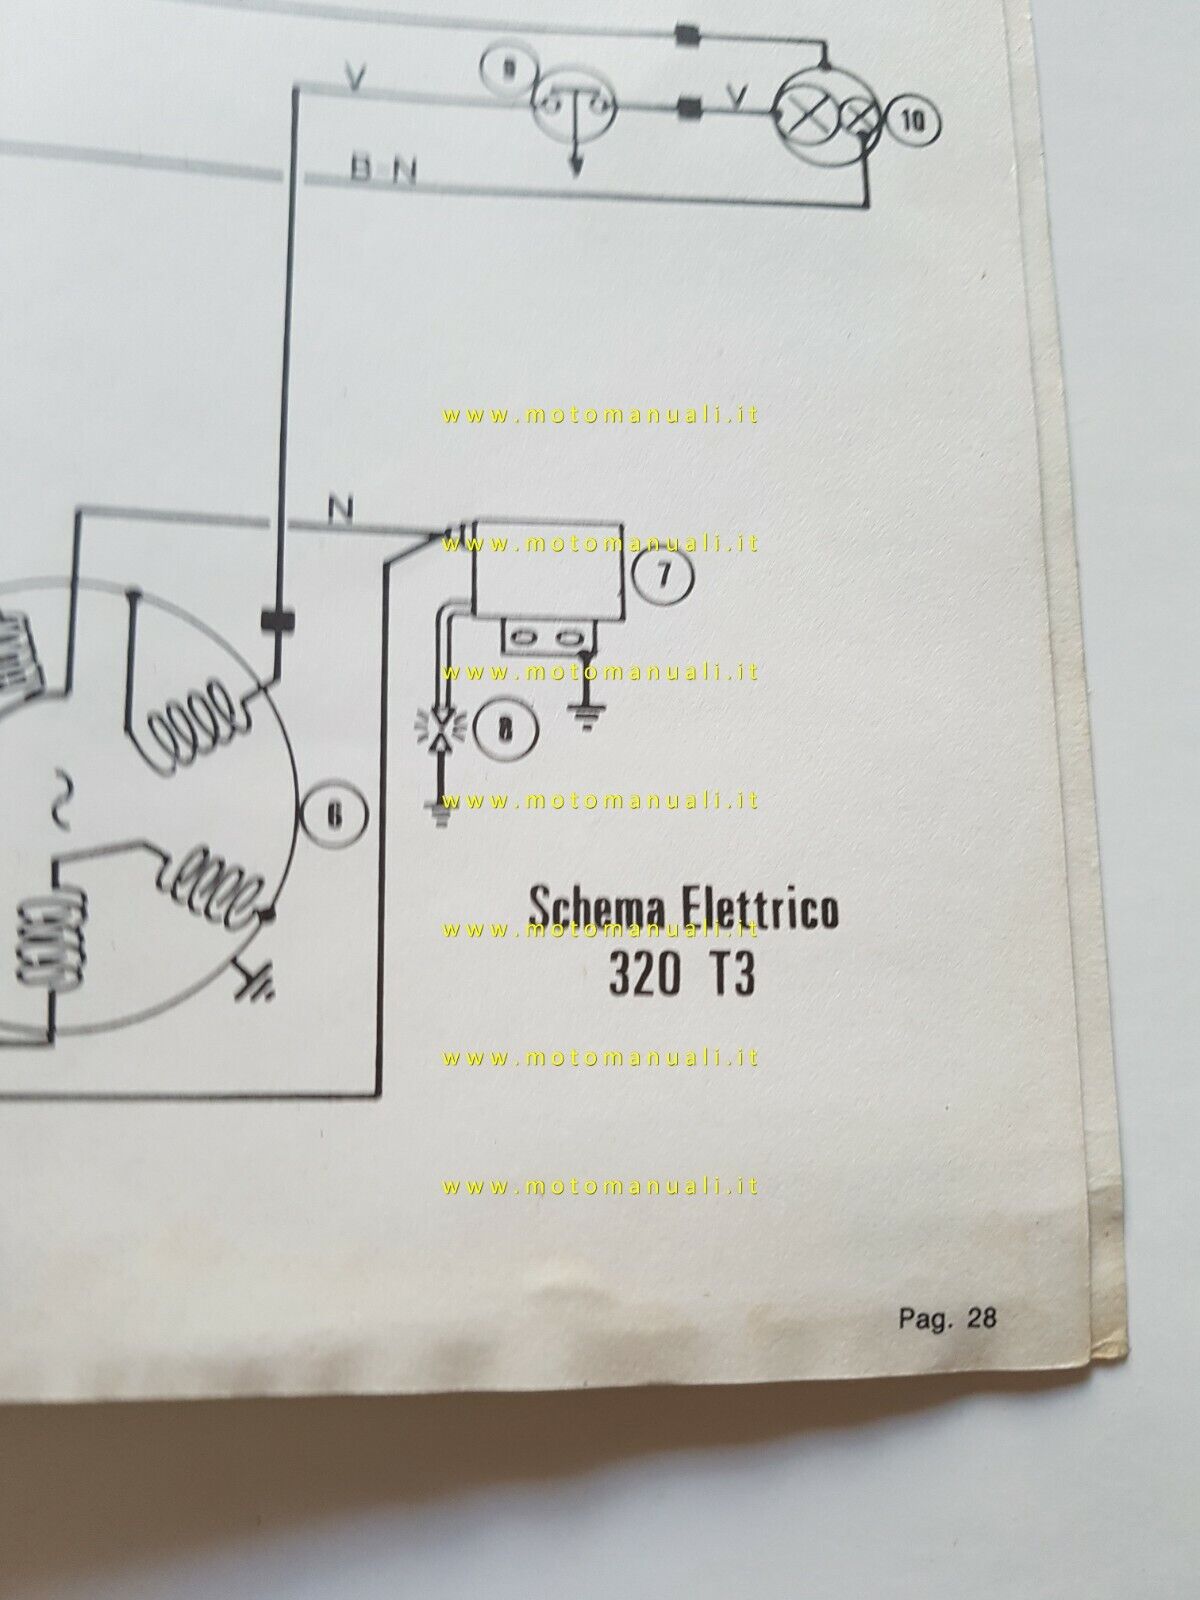 9
V
V
10
B-N
www.motomanuali.it
N
www.motomanuali.it
7
www.motomanuali.it
8
www.motomanuali.it
6
Schema Elettrico
www.motomanuali.it
320 T3
www.motomanuali.it
www.motomanuali.it
Pag. 28